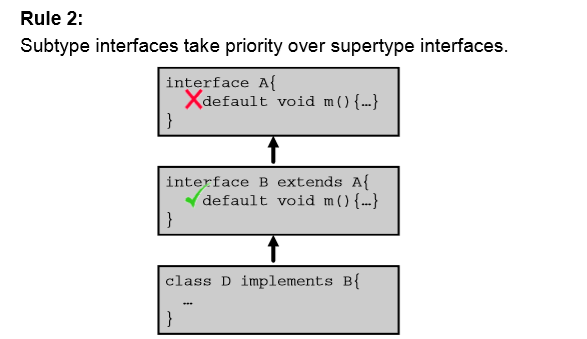 Rule 2:
Subtype interfaces take priority over supertype interfaces.
interface A{
default void m(){…}
}
interface B extends A{
default void m(){…}
}
class D implements B{
…
}